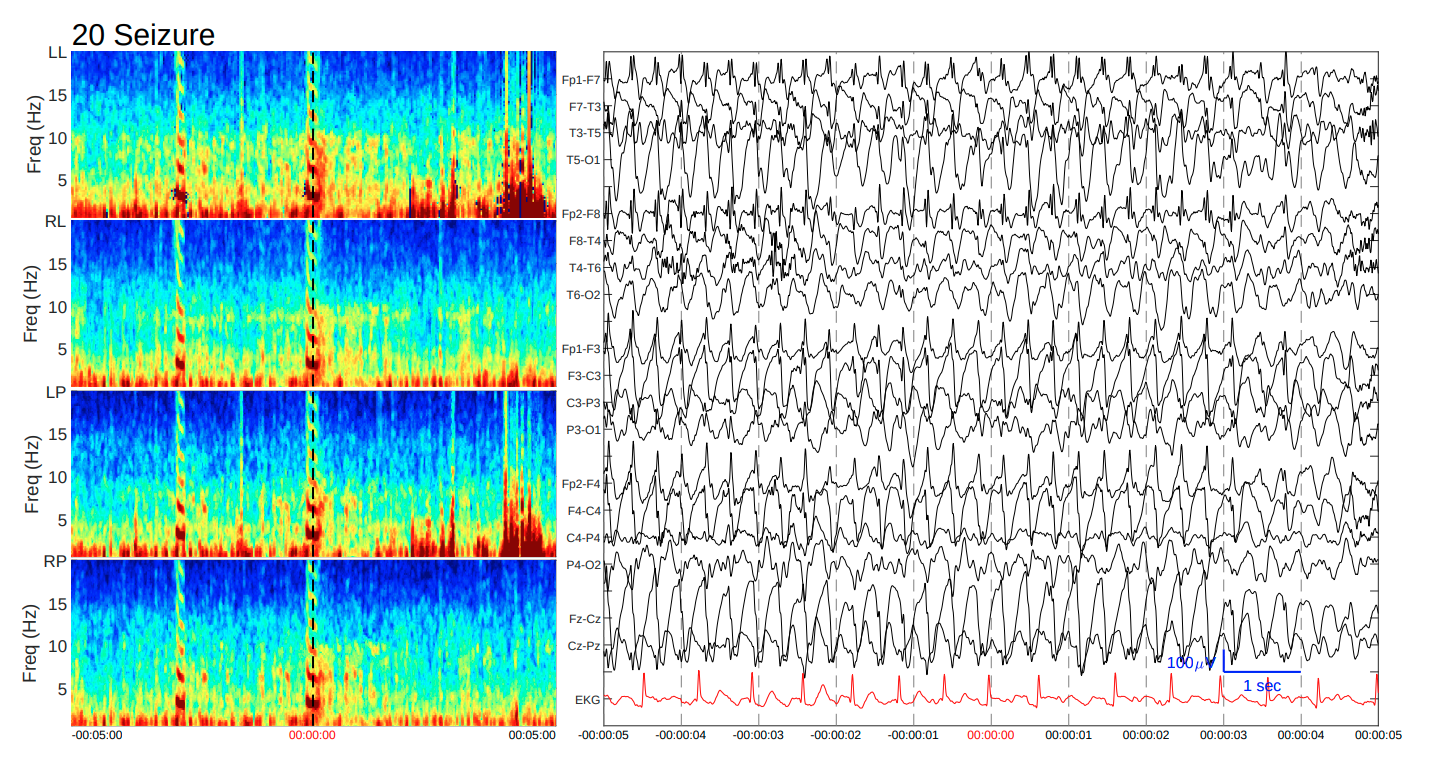 20 Seizure
LL
Freq (Hz)
15
10
5
RL
Freq (Hz)
15
10
5
LP
Freq (Hz)
15
10
5
RP
Freq (Hz)
15
10
5
-00:05:00
00:00:00
00:05:00
Fp1-F7
F7-T3
T3-T5
T5-O1
Fp2-F8
F8-T4
T4-T6
T6-O2
Fp1-F3
F3-C3
C3-P3
P3-O1
Fp2-F4
F4-C4
C4-P4
P4-O2
Fz-Cz
Cz-Pz
EKG
100μV
1 sec
-00:00:05
-00:00:04
-00:00:03
-00:00:02
-00:00:01
00:00:00
00:00:01
00:00:02
00:00:03
00:00:04
00:00:05